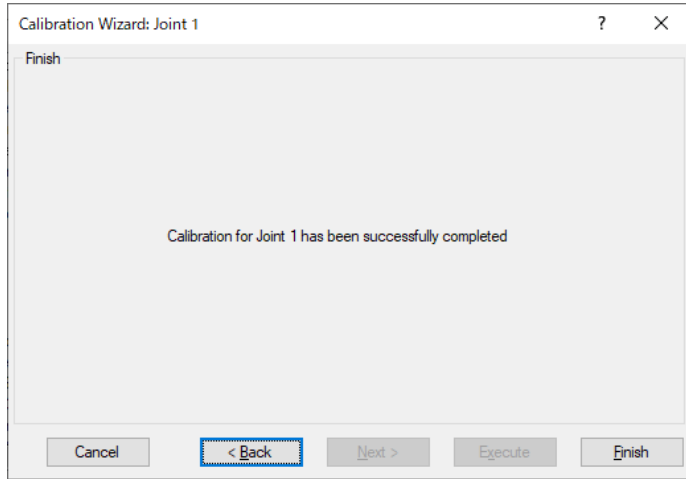 Calibration Wizard: Joint 1
?
Finish
Calibration for Joint 1 has been successfully completed
Cancel
< Back
Next >
Execute
Finish